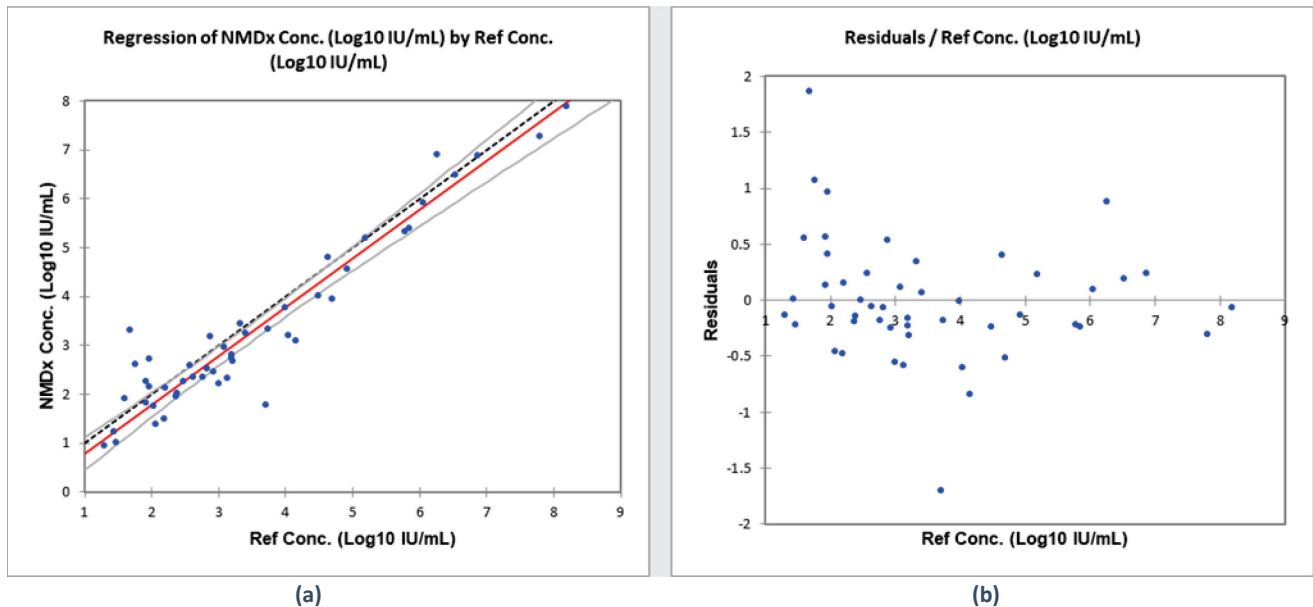 Regression of NMDx Conc. (Log10 IU/mL) by Ref Conc.
(Log10 IU/mL)
8
7
6
5
4
3
2
1
0
NMDx Conc. (Log10 IU/mL)
1 2 3 4 5 6 7 8 9
Ref Conc. (Log10 IU/mL)
(a)
Residuals / Ref Conc. (Log10 IU/mL)
2
1.5
1
0.5
0
-0.5
-1
-1.5
-2
Residuals
1 2 3 4 5 6 7 8 9
Ref Conc. (Log10 IU/mL)
(b)